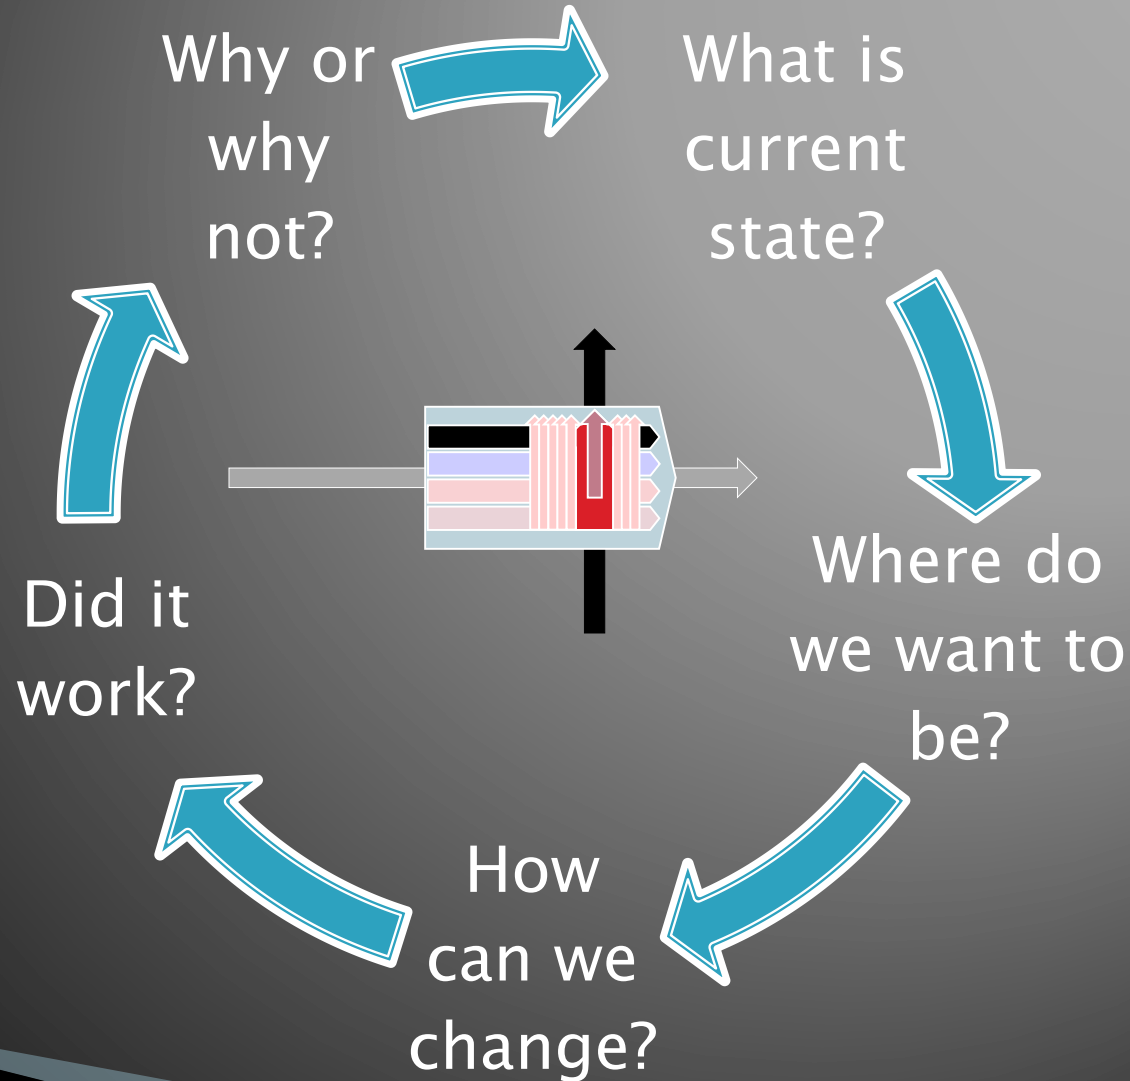 Why or
why
not?
What is
current
state?
Where do
we want to
be?
How
can we
change?
Did it
work?